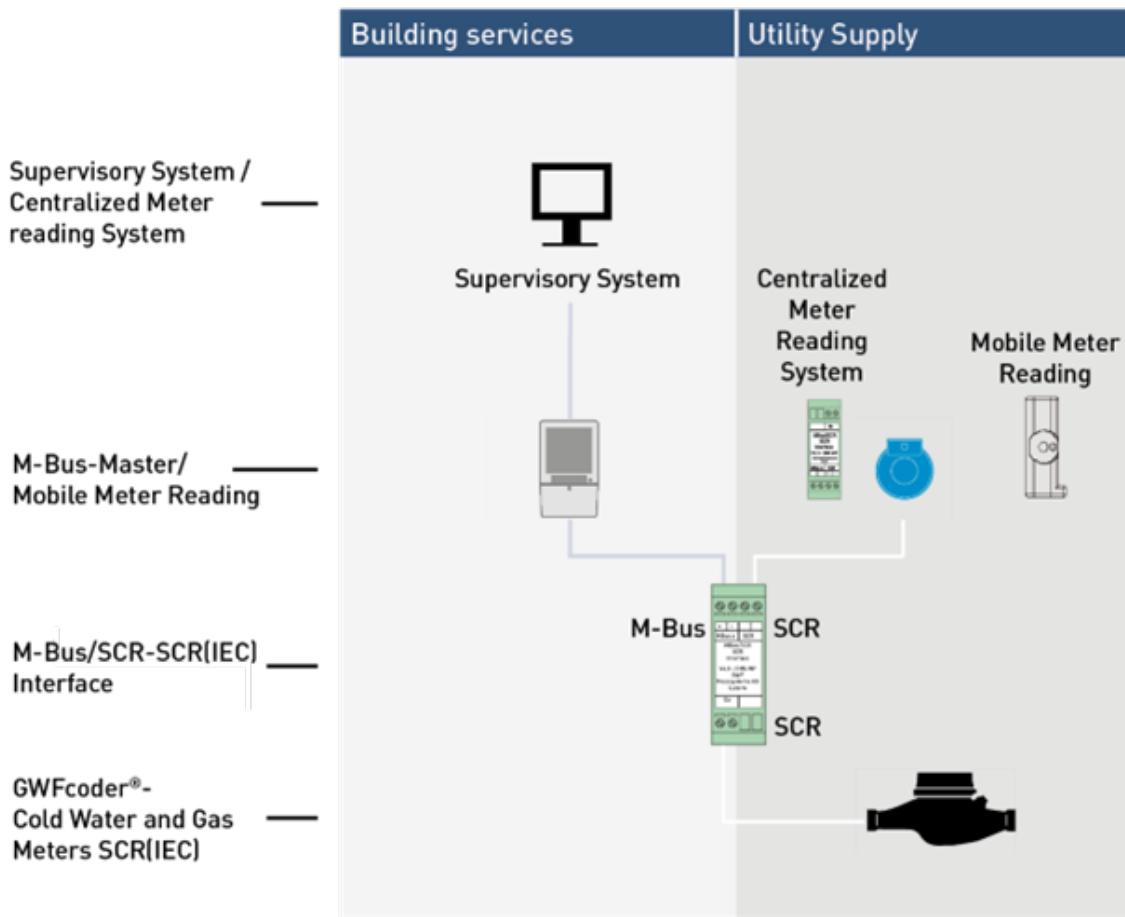 Building services
Utility Supply
Supervisory System /
Centralized Meter
reading System
Supervisory System
Centralized
Meter
Reading
System
Mobile Meter
Reading
M-Bus-Master/
Mobile Meter Reading
M-Bus
SCR
M-Bus/SCR-SCR(IEC)
Interface
SCR
GWFcoder®-
Cold Water and Gas
Meters SCR(IEC)